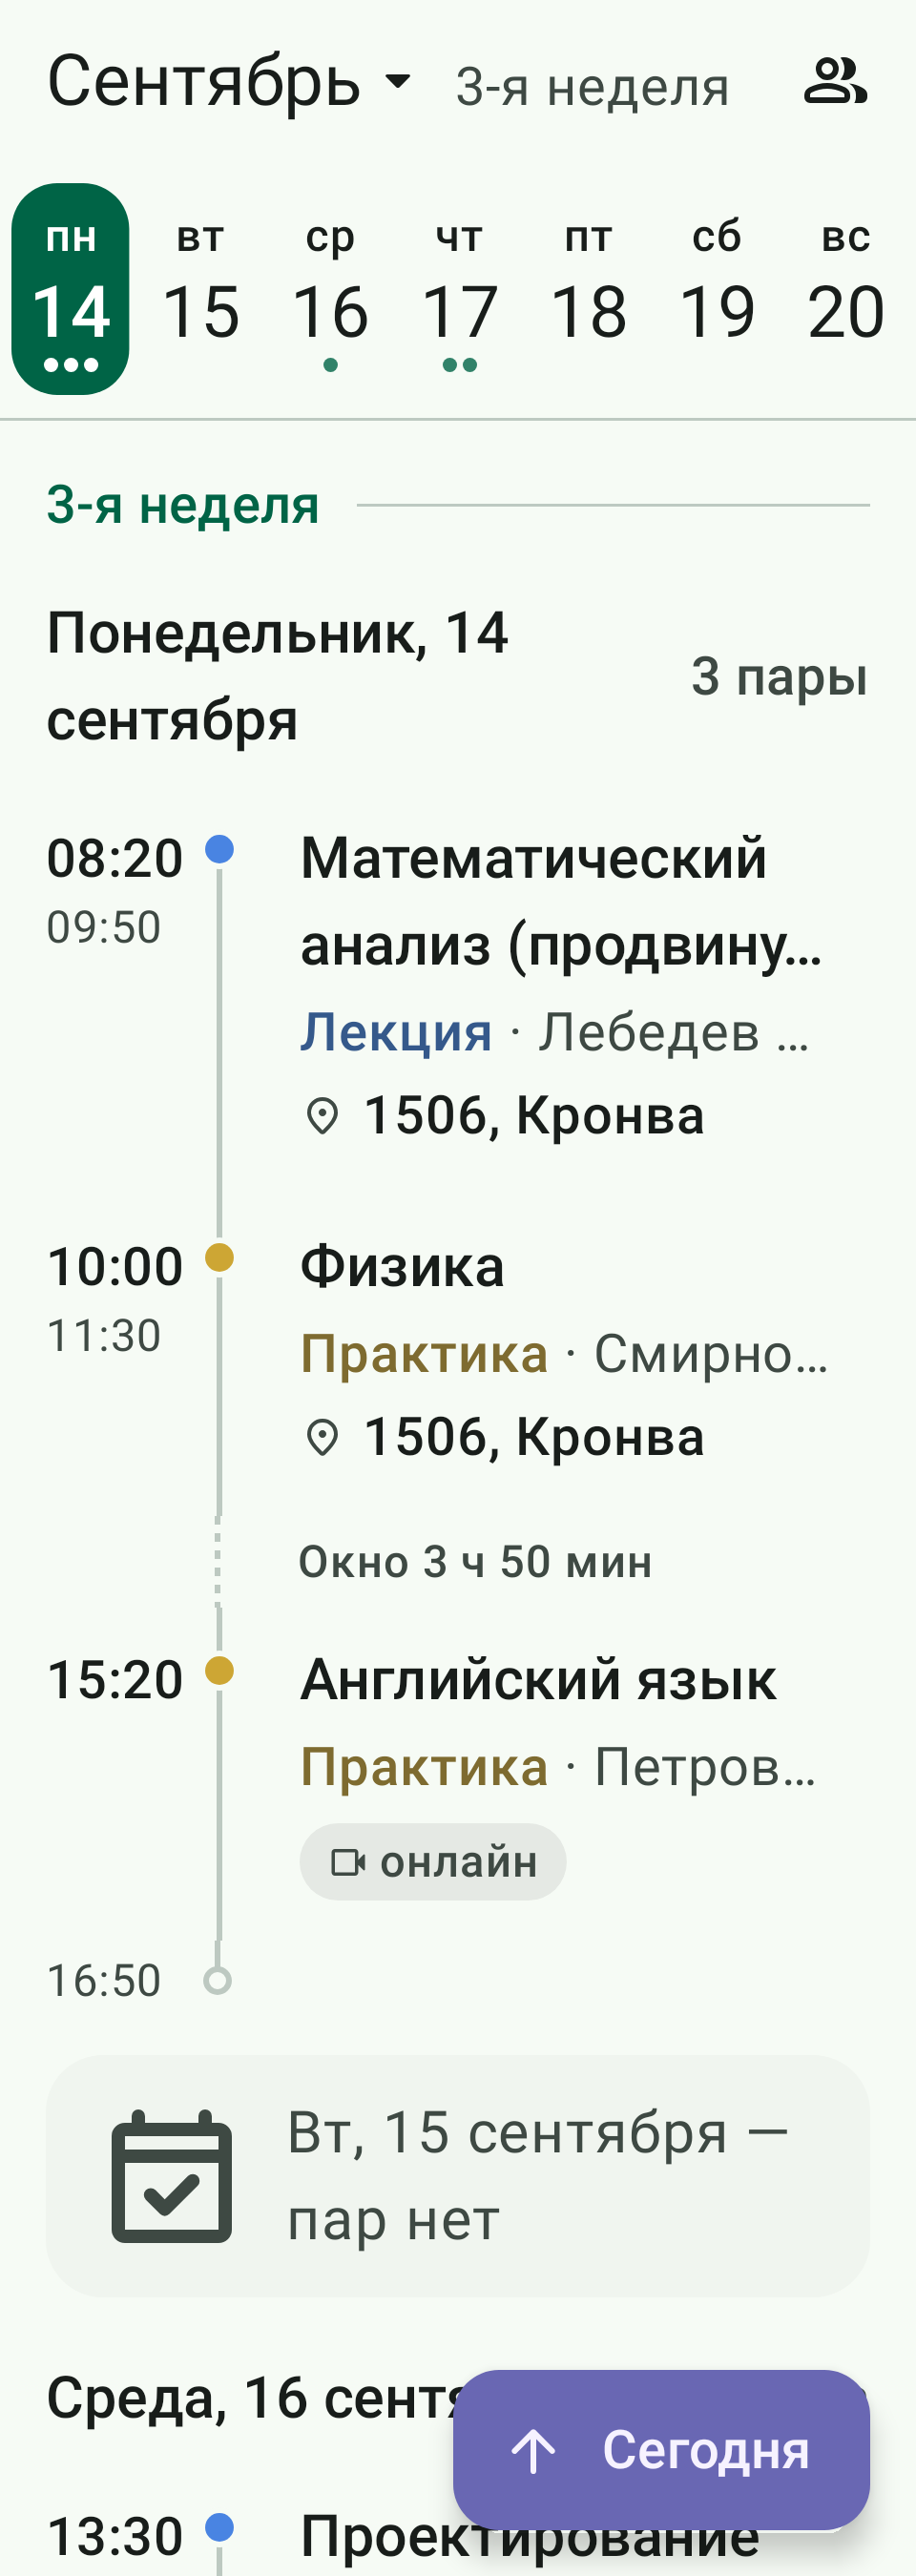 Сентябрь 3-я неделя
пн вт ср чт пт сб вс
14 15 16 17 18 19 20
3-я неделя
Понедельник, 14
сентября
3 пары
08:20 Математический
09:50 анализ (продвину...
Лекция · Лебедев ...
1506, Кронва
10:00 Физика
11:30 Практика · Смирно...
1506, Кронва
Окно 3 ч 50 мин
15:20 Английский язык
Практика · Петров...
онлайн
16:50
Вт, 15 сентября —
пар нет
Среда, 16
Сегодня
13:30 Проектирование